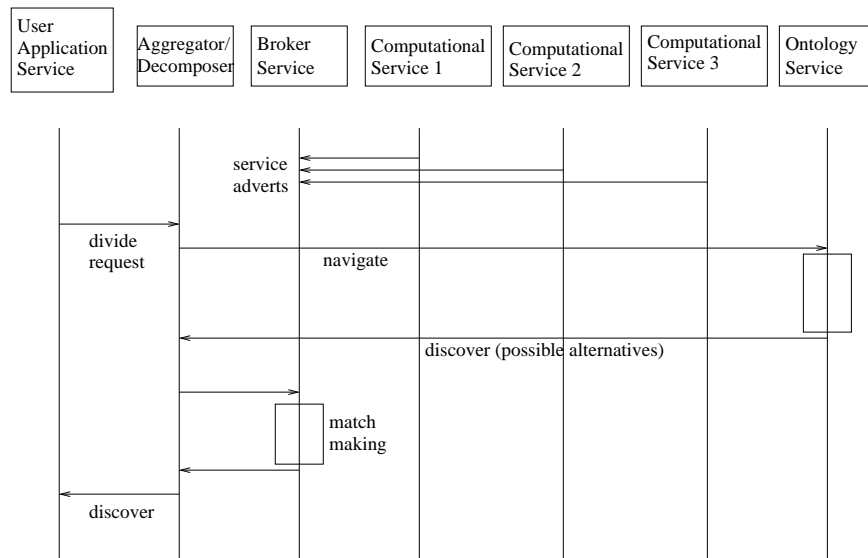 User
Application
Service
Aggregator/
Decomposer
Broker
Service
Computational
Service 1
Computational
Service 2
Computational
Service 3
Ontology
Service
service
adverts
divide
request
navigate
discover (possible alternatives)
match
making
discover